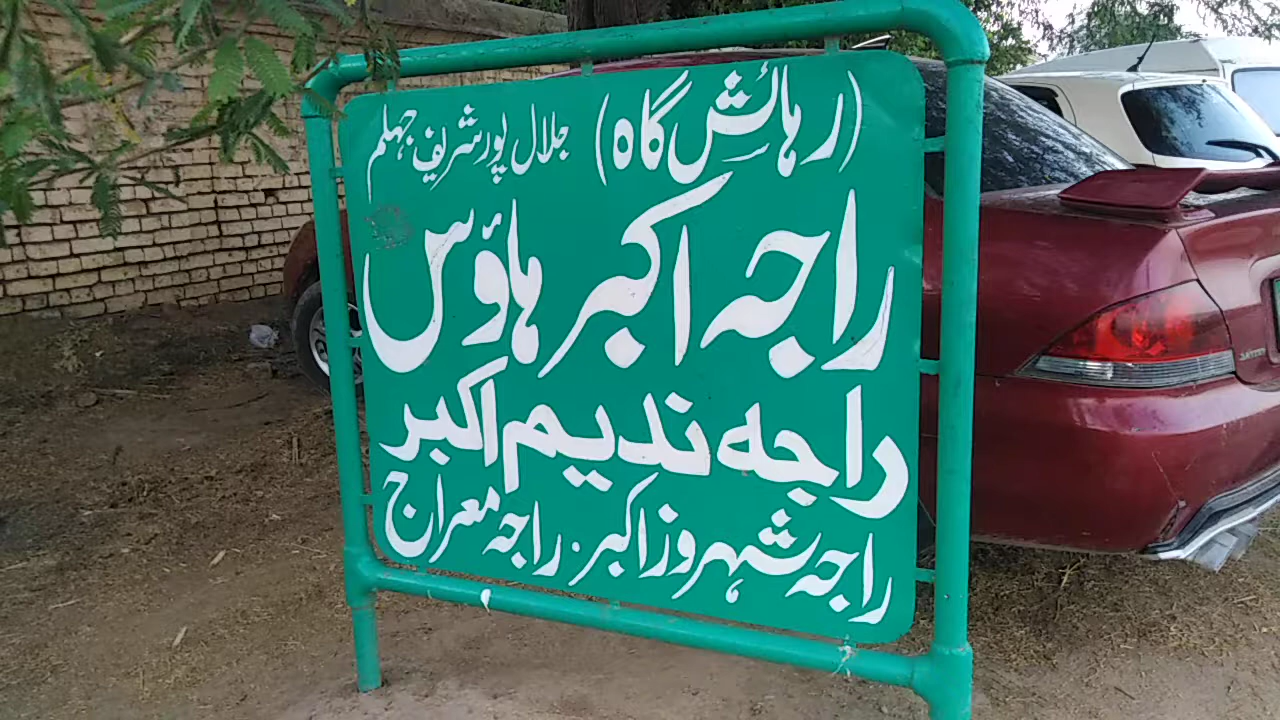 (رہائش گاہ) جلال پور شریف جہلم
راجہ اکبر ہاؤس
راجہ ندیم اکبر
راجہ شہروز اکبر. راجہ معراج